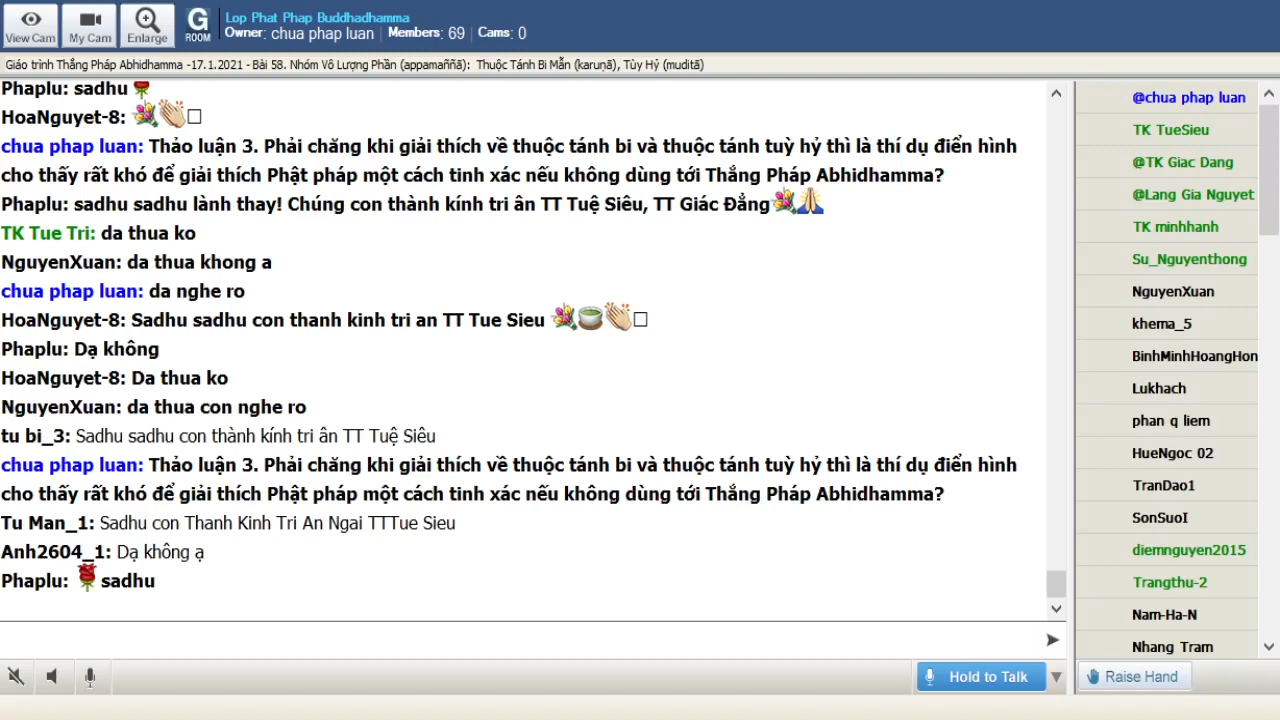 View Cam
My Cam
Enlarge
G ROOM
Lop Phat Phap Buddhadhamma
Owner: chua phap luan | Members: 69 | Cams: 0
Giáo trình Thắng Pháp Abhidhamma -17.1.2021 - Bài 58. Nhóm Vô Lượng Phần (appamaññā): Thuộc Tánh Bi Mẫn (karuṇā), Tùy Hỷ (muditā)
Phaplu: sadhu
HoaNguyet-8:
chua phap luan: Thảo luận 3. Phải chăng khi giải thích về thuộc tánh bi và thuộc tánh tuỳ hỷ thì là thí dụ điển hình
cho thấy rất khó để giải thích Phật pháp một cách tinh xác nếu không dùng tới Thắng Pháp Abhidhamma?
Phaplu: sadhu sadhu lành thay! Chúng con thành kính tri ân TT Tuệ Siêu, TT Giác Đẳng
TK Tue Tri: da thua ko
NguyenXuan: da thua khong a
chua phap luan: da nghe ro
HoaNguyet-8: Sadhu sadhu con thanh kinh tri an TT Tue Sieu
Phaplu: Dạ không
HoaNguyet-8: Da thua ko
NguyenXuan: da thua con nghe ro
tu bi_3: Sadhu sadhu con thành kính tri ân TT Tuệ Siêu
chua phap luan: Thảo luận 3. Phải chăng khi giải thích về thuộc tánh bi và thuộc tánh tuỳ hỷ thì là thí dụ điển hình
cho thấy rất khó để giải thích Phật pháp một cách tinh xác nếu không dùng tới Thắng Pháp Abhidhamma?
Tu Man_1: Sadhu con Thanh Kinh Tri An Ngai TTTue Sieu
Anh2604_1: Dạ không ạ
Phaplu: sadhu
@chua phap luan
TK TueSieu
@TK Giac Dang
@Lang Gia Nguyet
TK minhhanh
Su_Nguyenthong
NguyenXuan
khema_5
BinhMinhHoangHon
Lukhach
phan q liem
HueNgoc 02
TranDao1
SonSuoI
diemnguyen2015
Trangthu-2
Nam-Ha-N
Nhang Tram
Hold to Talk
Raise Hand